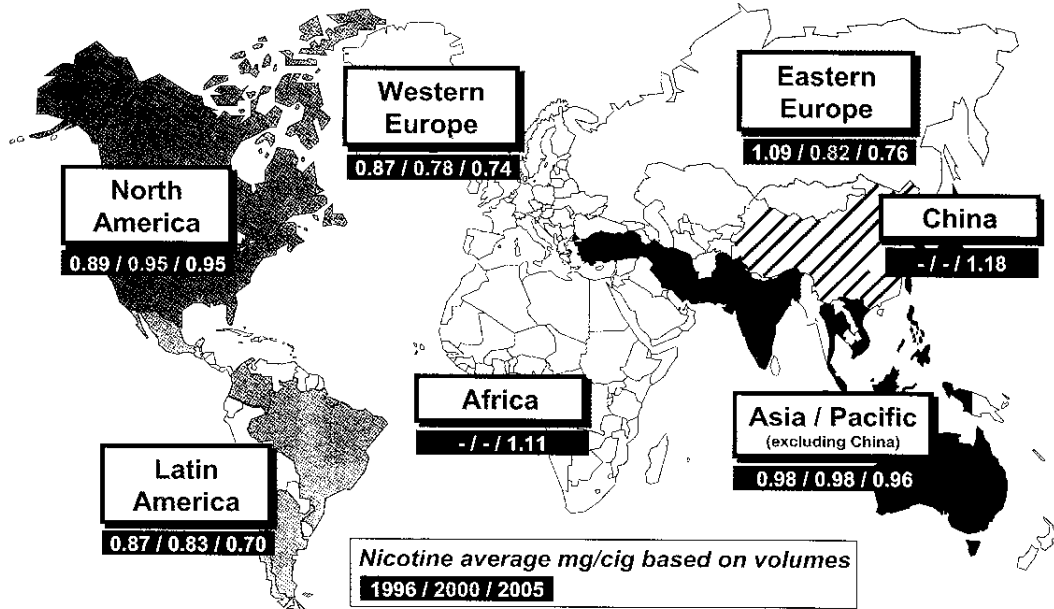 Western
Europe
0.87 / 0.78 / 0.74
Eastern
Europe
1.09 / 0.82 / 0.76
North
America
0.89 / 0.95 / 0.95
China
- / - / 1.18
Africa
- / - / 1.11
Asia / Pacific
(excluding China)
0.98 / 0.98 / 0.96
Latin
America
0.87 / 0.83 / 0.70
Nicotine average mg/cig based on volumes
1996 / 2000 / 2005